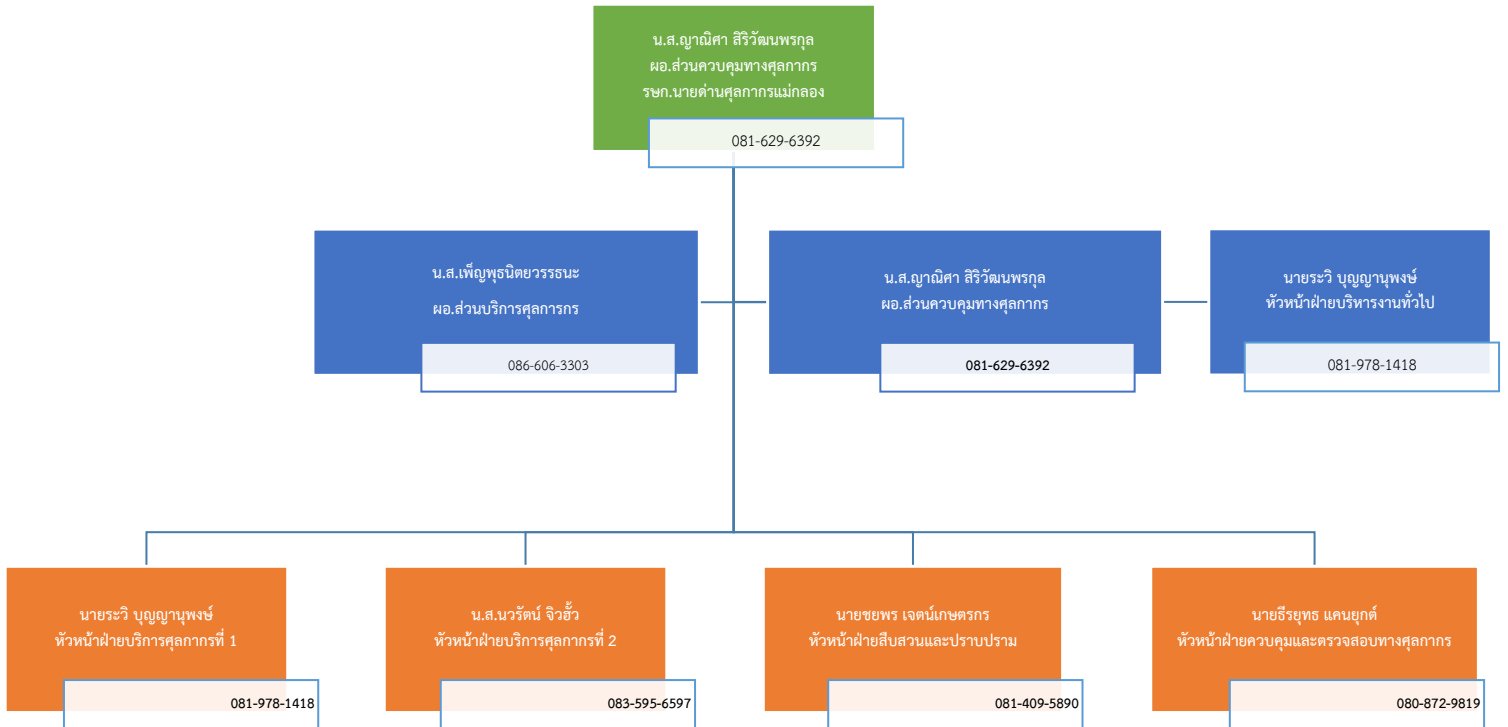 น.ส.ญาณิศา สิริวัฒนพรกุล
ผอ.ส่วนควบคุมทางศุลกากร
รษก.นายด่านศุลกากรแม่กลอง
081-629-6392
น.ส.เพ็ญพุธนิตยวรรธนะ
ผอ.ส่วนบริการศุลการกร
086-606-3303
น.ส.ญาณิศา สิริวัฒนพรกุล
ผอ.ส่วนควบคุมทางศุลกากร
081-629-6392
นายระวิ บุญญานุพงษ์
หัวหน้าฝ่ายบริหารงานทั่วไป
081-978-1418
นายระวิ บุญญานุพงษ์
หัวหน้าฝ่ายบริการศุลกากรที่ 1
081-978-1418
น.ส.นวรัตน์ จิวฮั้ว
หัวหน้าฝ่ายบริการศุลกากรที่ 2
083-595-6597
นายชยพร เจตน์เกษตรกร
หัวหน้าฝ่ายสืบสวนและปราบปราม
081-409-5890
นายธีรยุทธ แคนยุกต์
หัวหน้าฝ่ายควบคุมและตรวจสอบทางศุลกากร
080-872-9819